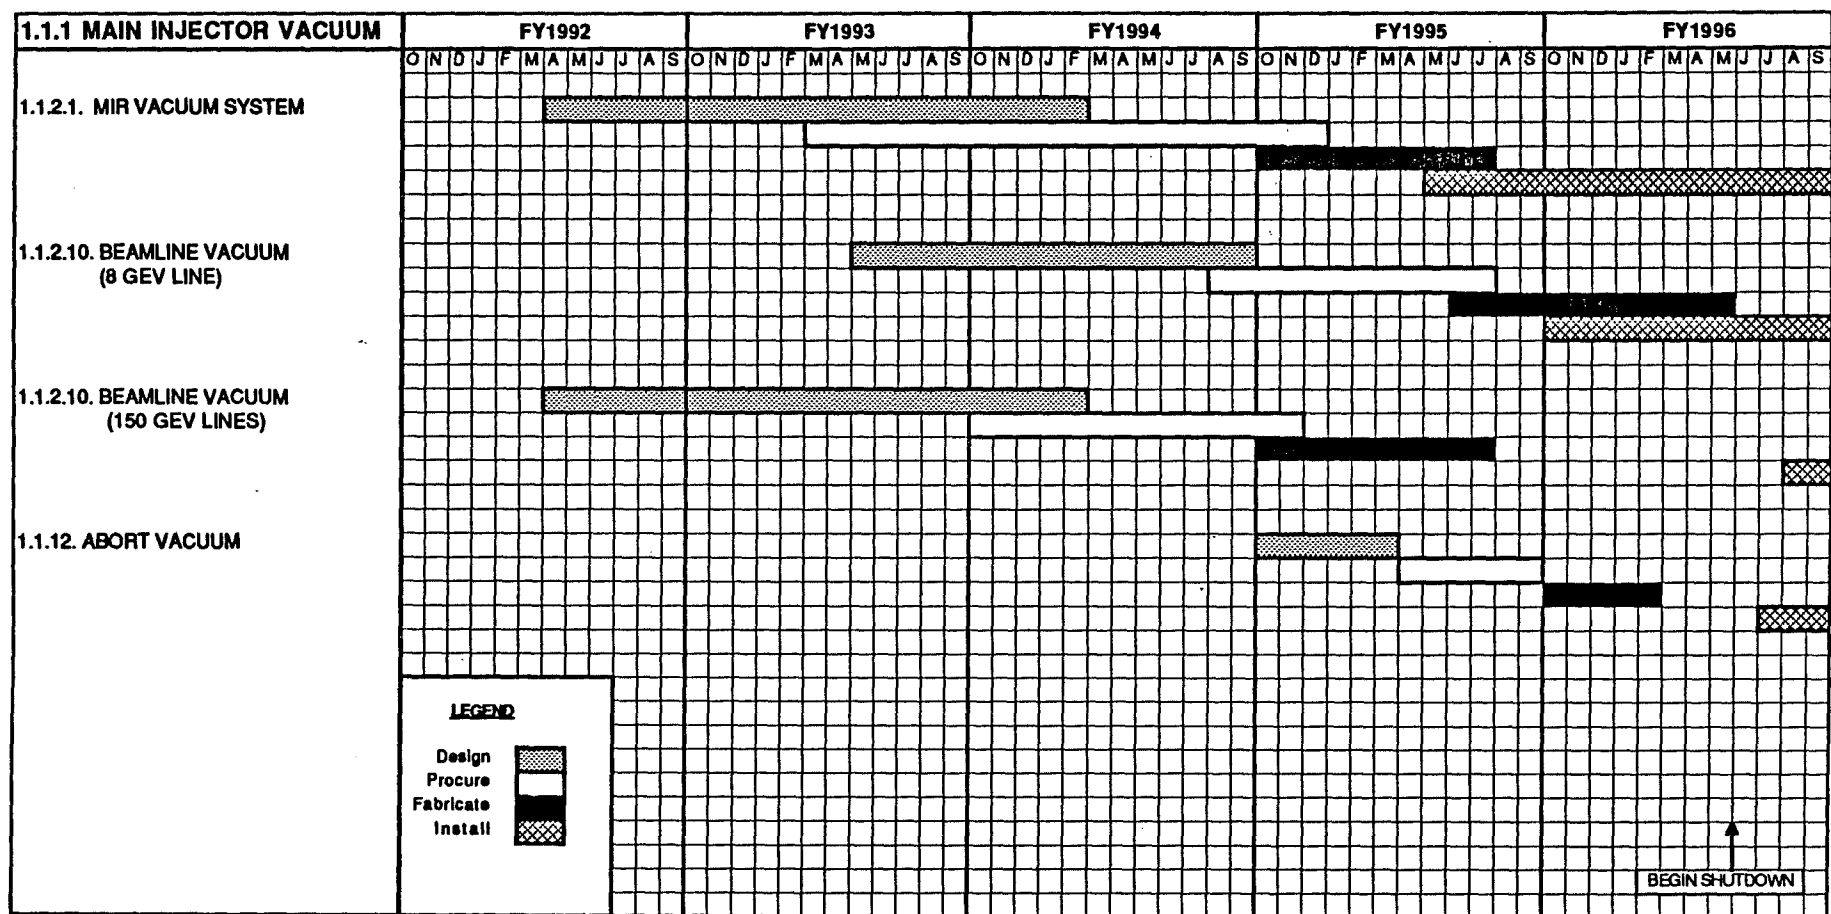 1.1.1 MAIN INJECTOR VACUUM FY1992 FY1993 FY1994 FY1995 FY1996
O N D J F M A M J J A S O N D J F M A M J J A S O N D J F M A M J J A S O N D J F M A M J J A S O N D J F M A M J J A S
1.1.2.1. MIR VACUUM SYSTEM
1.1.2.10. BEAMLINE VACUUM
(8 GEV LINE)
1.1.2.10. BEAMLINE VACUUM
(150 GEV LINES)
1.1.12. ABORT VACUUM
LEGEND
Design
Procure
Fabricate
Install
BEGIN SHUTDOWN